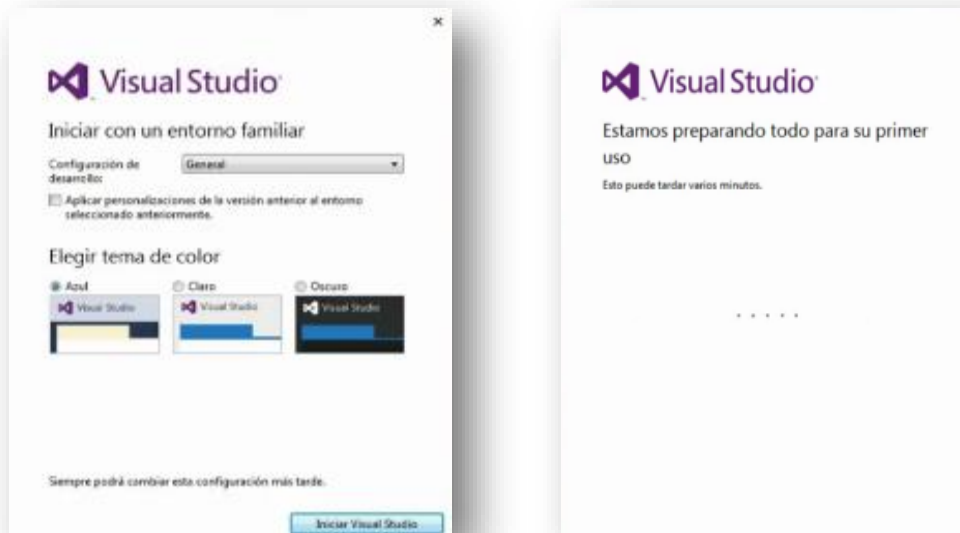 Visual Studio
Iniciar con un entorno familiar
Configuración de
desarrollo:
General
Aplicar personalizaciones de la versión anterior al entorno
seleccionado anteriormente.
Elegir tema de color
Azul
Claro
Oscuro
Visual Studio
Visual Studio
Visual Studio
Siempre podrá cambiar esta configuración más tarde.
Iniciar Visual Studio
Visual Studio
Estamos preparando todo para su primer
uso
Esto puede tardar varios minutos.